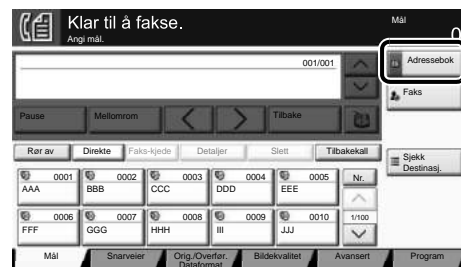 Klar til å fakse.
Angi mål.
Mål
0
001/001
Adressebok
Faks
Pause
Mellomrom
Tilbake
Rør av
Direkte
Faks-kjede
Detaljer
Slett
Tilbakekall
Sjekk
Destinasj.
0001
AAA
0002
BBB
0003
CCC
0004
DDD
0005
EEE
Nr.
0006
FFF
0007
GGG
0008
HHH
0009
III
0010
JJJ
1/100
Mål
Snarveier
Orig./Overfør.
Dataformat
Bildekvalitet
Avansert
Program